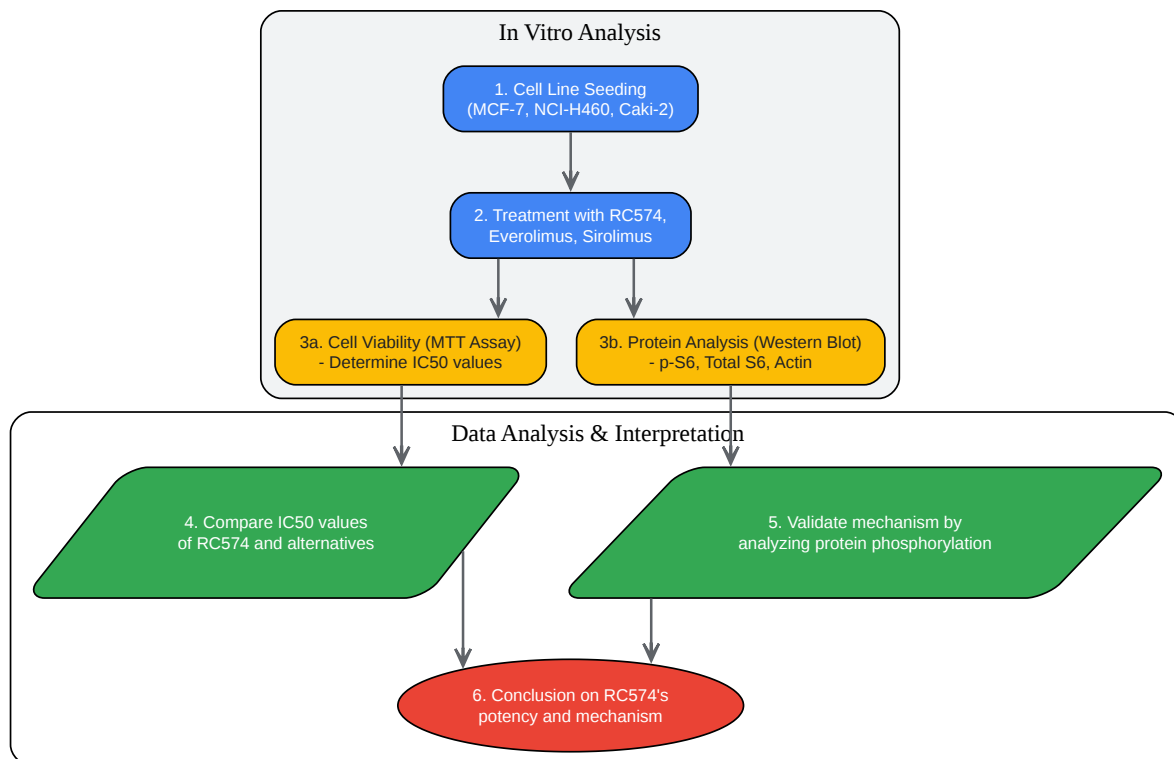 In Vitro Analysis
1. Cell Line Seeding
(MCF-7, NCI-H460, Caki-2)
2. Treatment with RC574,
Everolimus, Sirolimus
3a. Cell Viability (MTT Assay)
- Determine IC50 values
3b. Protein Analysis (Western Blot)
- p-S6, Total S6, Actin
Data Analysis & Interpretation
4. Compare IC50 values
of RC574 and alternatives
5. Validate mechanism by
analyzing protein phosphorylation
6. Conclusion on RC574's
potency and mechanism